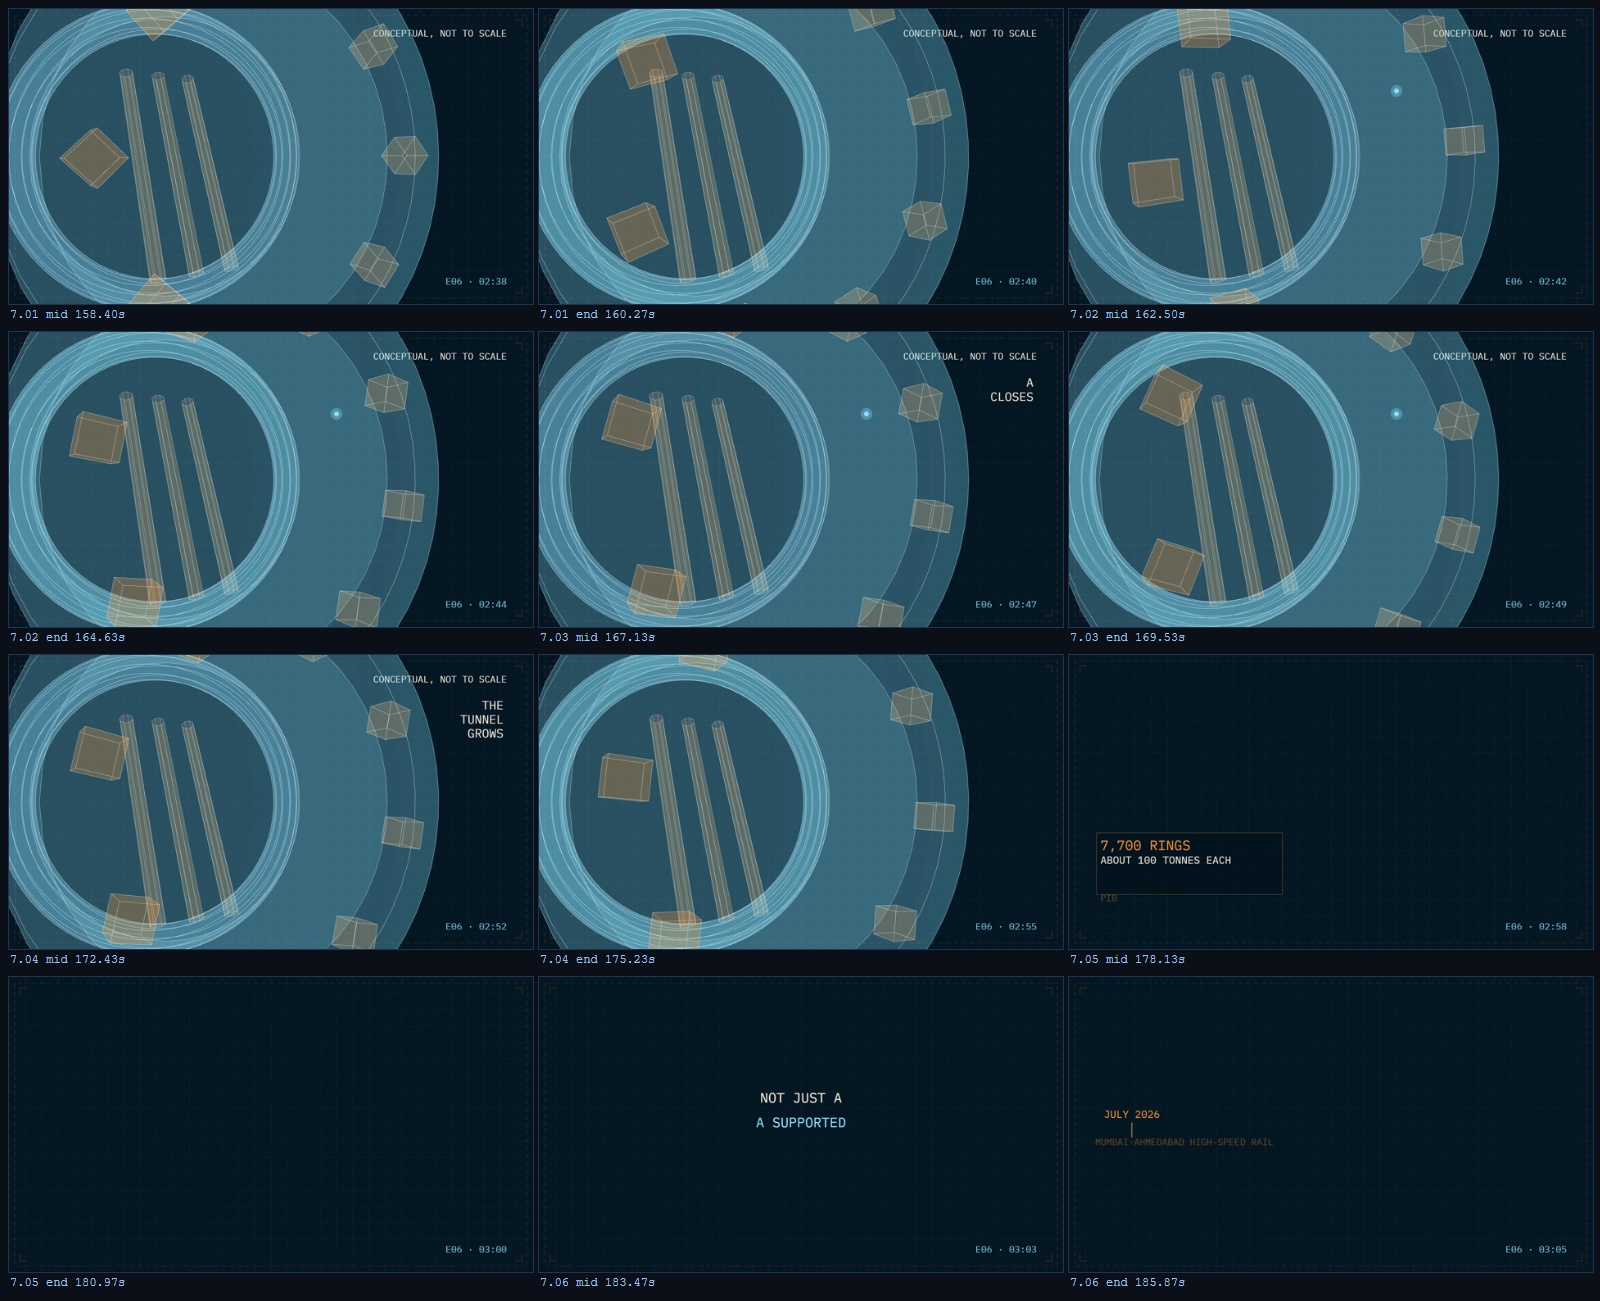 CONCEPTUAL, NOT TO SCALE
E06 · 02:38
7.01 mid 158.40s
CONCEPTUAL, NOT TO SCALE
E06 · 02:40
7.01 end 160.27s
CONCEPTUAL, NOT TO SCALE
E06 · 02:42
7.02 mid 162.50s
CONCEPTUAL, NOT TO SCALE
E06 · 02:44
7.02 end 164.63s
CONCEPTUAL, NOT TO SCALE
A
CLOSES
E06 · 02:47
7.03 mid 167.13s
CONCEPTUAL, NOT TO SCALE
E06 · 02:49
7.03 end 169.53s
CONCEPTUAL, NOT TO SCALE
THE
TUNNEL
GROWS
E06 · 02:52
7.04 mid 172.43s
E06 · 02:55
7.04 end 175.23s
7,700 RINGS
ABOUT 100 TONNES EACH
PIB
E06 · 02:58
7.05 mid 178.13s
E06 · 03:00
7.05 end 180.97s
NOT JUST A
A SUPPORTED
E06 · 03:03
7.06 mid 183.47s
JULY 2026
MUMBAI-AHMEDABAD HIGH-SPEED RAIL
E06 · 03:05
7.06 end 185.87s